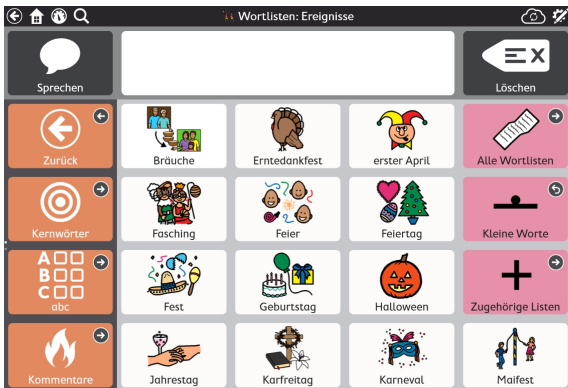 Wortlisten: Ereignisse
Sprechen
Löschen
Zurück
Bräuche
Erntedankfest
erster April
Alle Wortlisten
Kernwörter
Fasching
Feier
Feiertag
Kleine Worte
A
B
C
abc
Fest
Geburtstag
Halloween
Zugehörige Listen
Kommentare
Jahrestag
Karfreitag
Karneval
Maifest